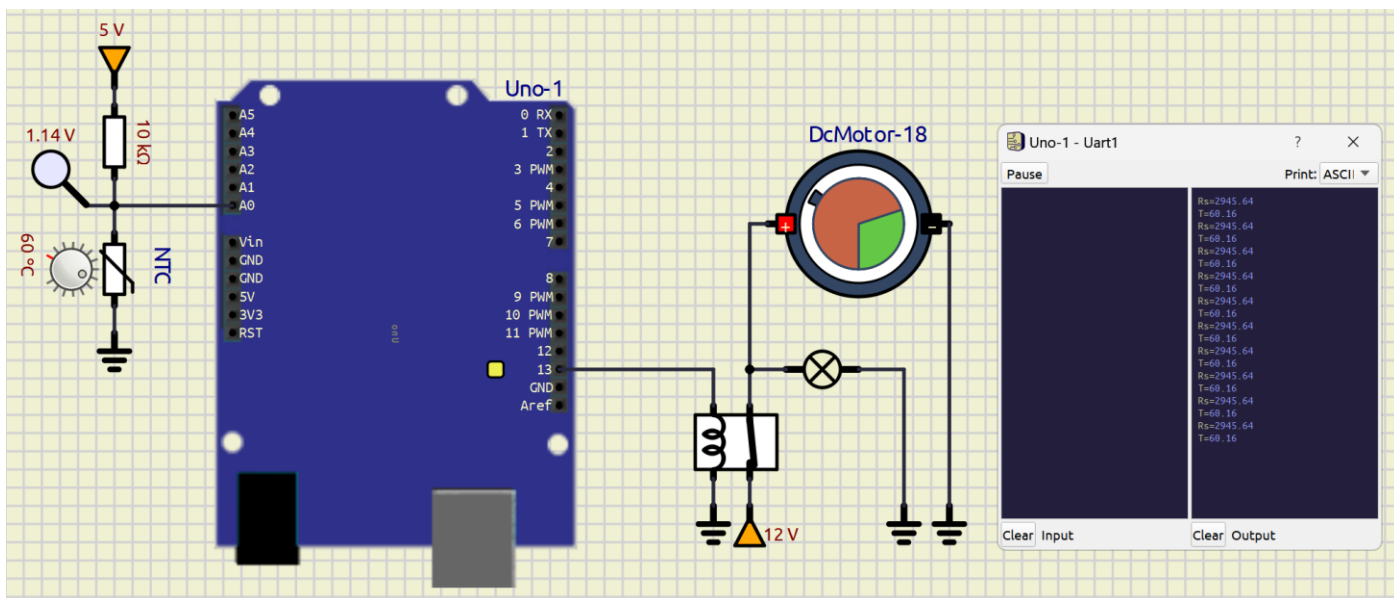 5 V
1.14 V
10 kΩ
60 °C
NTC
Uno-1
A5
A4
A3
A2
A1
A0
Vin
GND
GND
5V
3V3
RST
0 RX
1 TX
2
3 PWM
4
5 PWM
6 PWM
7
8
9 PWM
10 PWM
11 PWM
12
13
GND
Aref
Uno
DcMotor-18
+
-
12 V
Uno-1 - Uart1
Pause
Print: ASCII
Rs=2945.64
T=60.16
Rs=2945.64
T=60.16
Rs=2945.64
T=60.16
Rs=2945.64
T=60.16
Rs=2945.64
T=60.16
Rs=2945.64
T=60.16
Rs=2945.64
T=60.16
Rs=2945.64
T=60.16
Rs=2945.64
T=60.16
Rs=2945.64
T=60.16
Clear Input
Clear Output